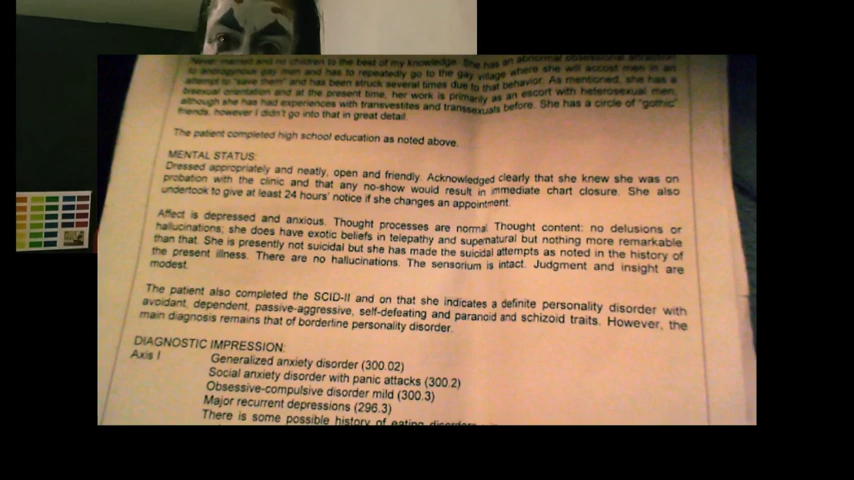 Never married and no children to the best of my knowledge. She has an abnormal obsessional attraction
to androgynous gay men and has to repeatedly go to the gay village where she will accost men in an
attempt to "save them" and has been struck several times due to that behavior. As mentioned, she has a
bisexual orientation and at the present time, her work is primarily as an escort with heterosexual men,
although she has had experiences with transvestites and transsexuals before. She has a circle of "gothic"
friends, however I didn't go into that in great detail.
The patient completed high school education as noted above.
MENTAL STATUS:
Dressed appropriately and neatly, open and friendly. Acknowledged clearly that she knew she was on
probation with the clinic and that any no-show would result in immediate chart closure. She also
undertook to give at least 24 hours' notice if she changes an appointment.
Affect is depressed and anxious. Thought processes are normal. Thought content: no delusions or
hallucinations; she does have exotic beliefs in telepathy and supernatural but nothing more remarkable
than that. She is presently not suicidal but she has made the suicidal attempts as noted in the history of
the present illness. There are no hallucinations. The sensorium is intact. Judgment and insight are
modest.
The patient also completed the SCID-II and on that she indicates a definite personality disorder with
avoidant, dependent, passive-aggressive, self-defeating and paranoid and schizoid traits. However, the
main diagnosis remains that of borderline personality disorder.
DIAGNOSTIC IMPRESSION:
Axis I Generalized anxiety disorder (300.02)
Social anxiety disorder with panic attacks (300.2)
Obsessive-compulsive disorder mild (300.3)
Major recurrent depressions (296.3)
There is some possible history of eating disorders